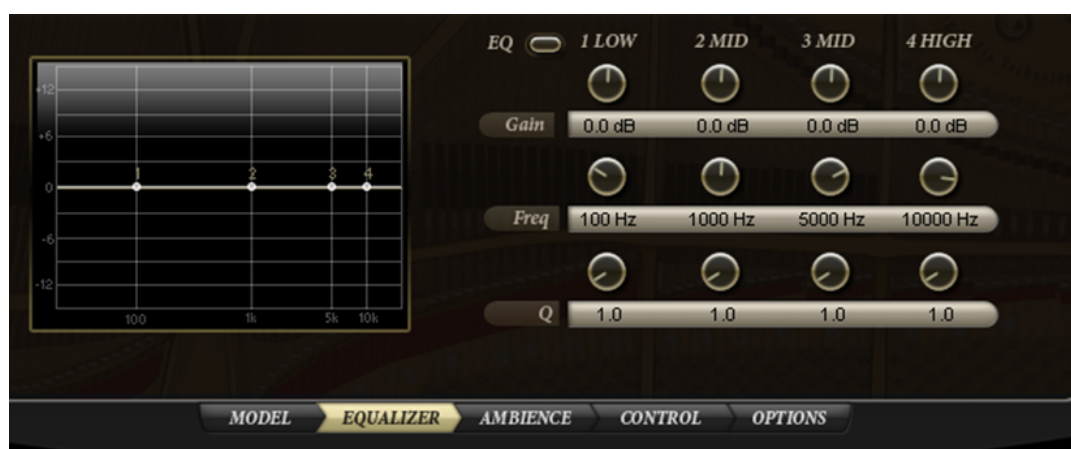 EQ 1 LOW 2 MID 3 MID 4 HIGH
Gain 0.0 dB 0.0 dB 0.0 dB 0.0 dB
Freq 100 Hz 1000 Hz 5000 Hz 10000 Hz
Q 1.0 1.0 1.0 1.0
+12
+6
1 2 3 4
0
-6
-12
100 1k 5k 10k
MODEL EQUALIZER AMBIENCE CONTROL OPTIONS